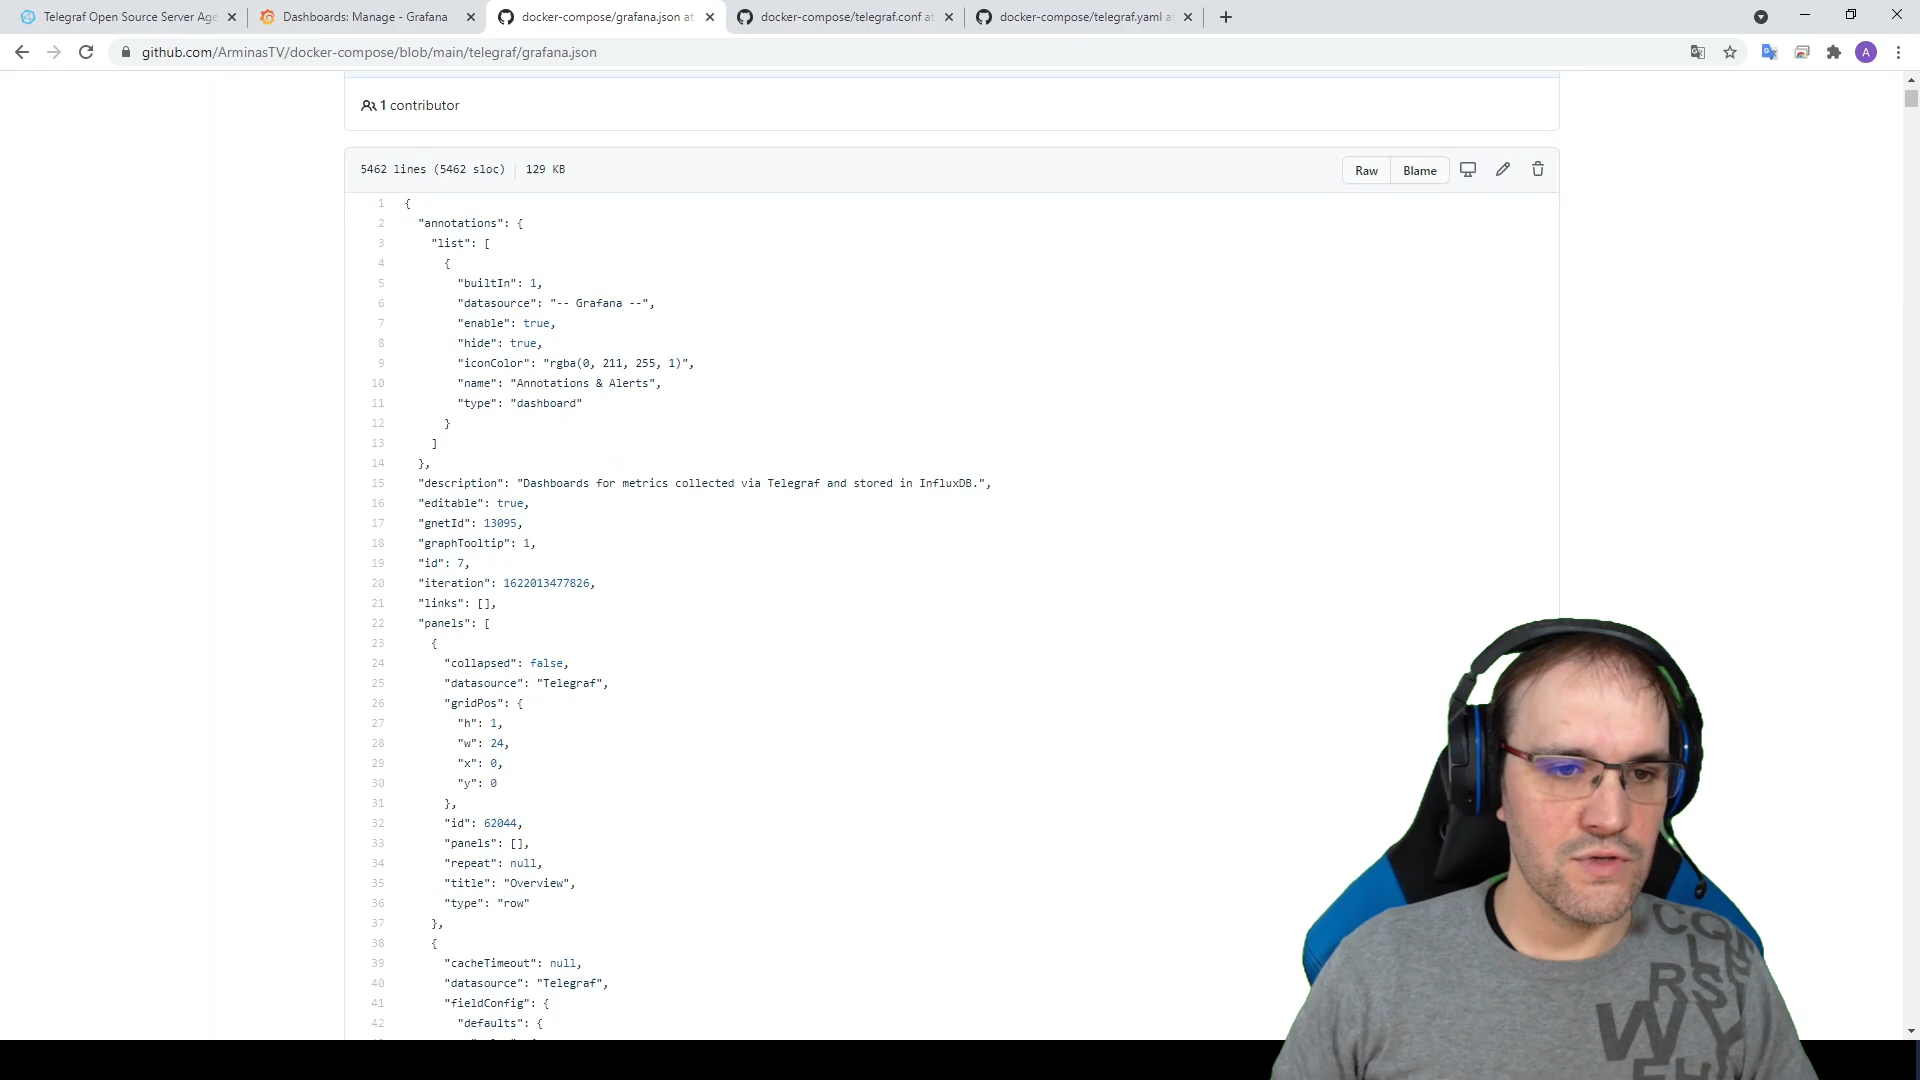 Telegraf Open Source Server Age
Dashboards: Manage - Grafana
docker-compose/grafana.json at
docker-compose/telegraf.conf at
docker-compose/telegraf.yaml at
github.com/ArminasTV/docker-compose/blob/main/telegraf/grafana.json
A
1 contributor
5462 lines (5462 sloc) 129 KB
Raw Blame
1 {
2 "annotations": {
3 "list": [
4 {
5 "builtIn": 1,
6 "datasource": "-- Grafana --",
7 "enable": true,
8 "hide": true,
9 "iconColor": "rgba(0, 211, 255, 1)",
10 "name": "Annotations & Alerts",
11 "type": "dashboard"
12 }
13 ]
14 },
15 "description": "Dashboards for metrics collected via Telegraf and stored in InfluxDB.",
16 "editable": true,
17 "gnetId": 13095,
18 "graphTooltip": 1,
19 "id": 7,
20 "iteration": 1622013477826,
21 "links": [],
22 "panels": [
23 {
24 "collapsed": false,
25 "datasource": "Telegraf",
26 "gridPos": {
27 "h": 1,
28 "w": 24,
29 "x": 0,
30 "y": 0
31 },
32 "id": 62044,
33 "panels": [],
34 "repeat": null,
35 "title": "Overview",
36 "type": "row"
37 },
38 {
39 "cacheTimeout": null,
40 "datasource": "Telegraf",
41 "fieldConfig": {
42 "defaults": {